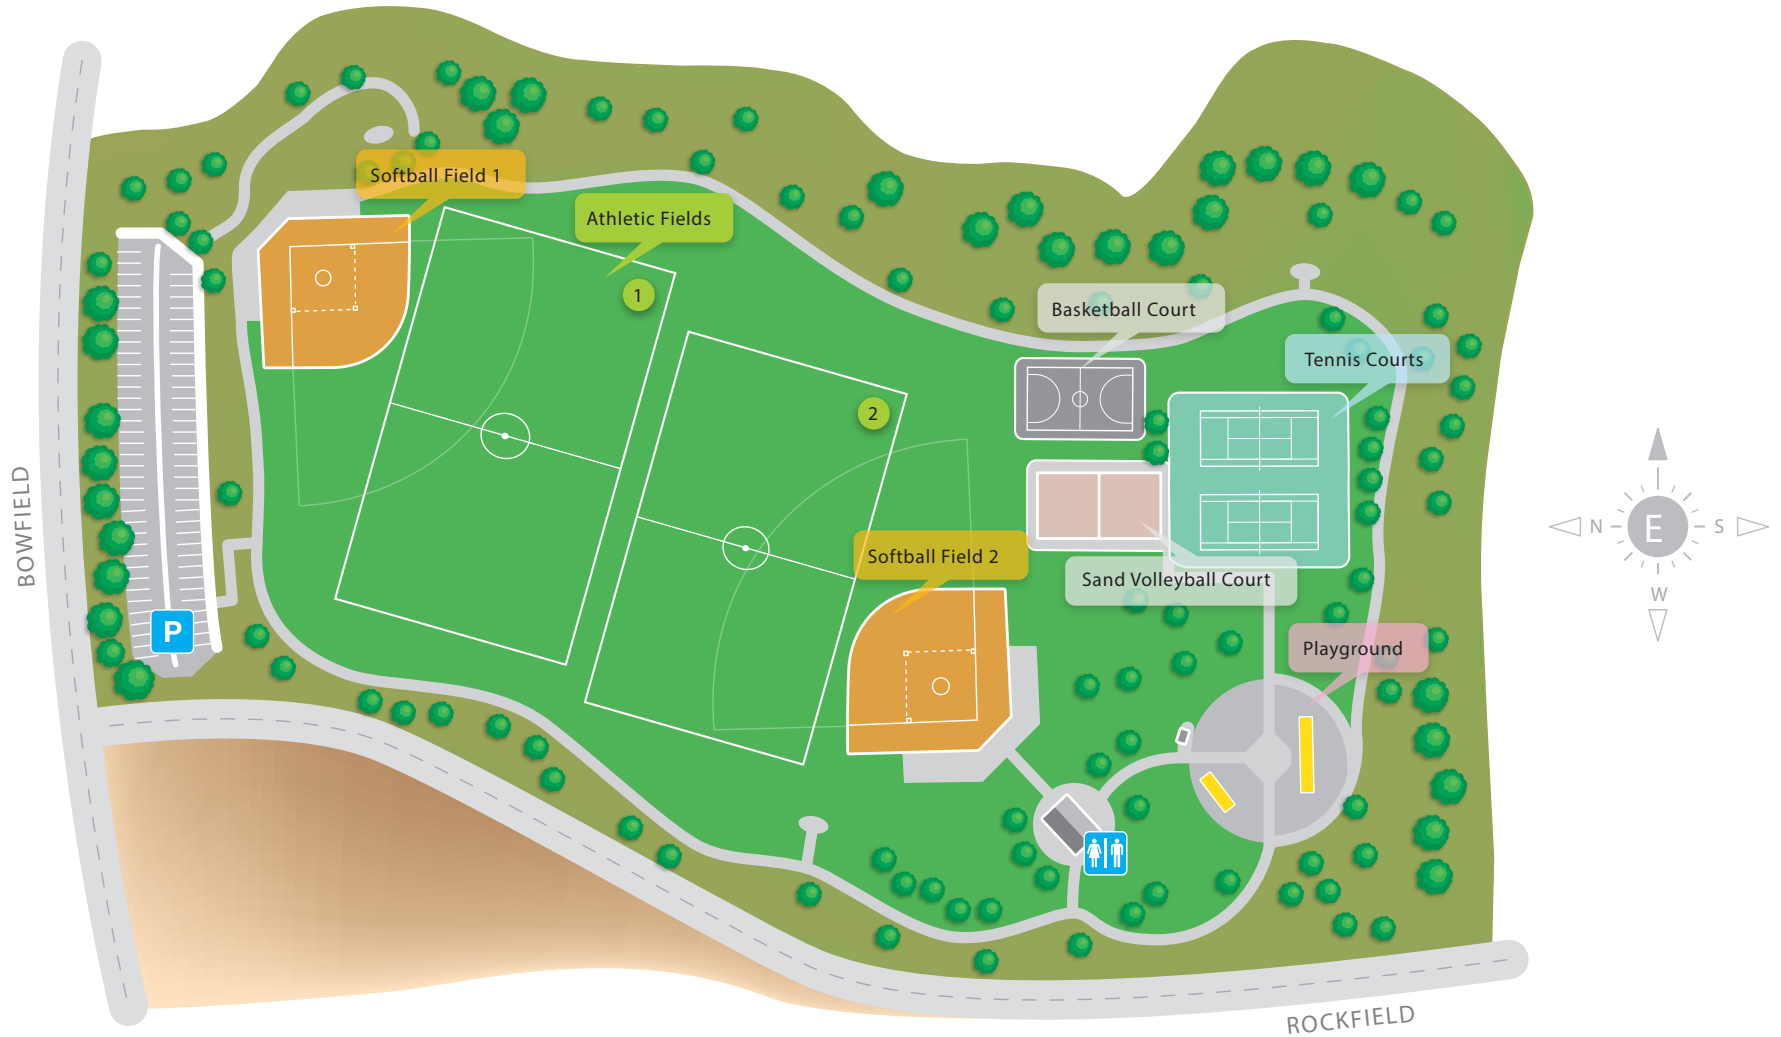 Softball Field 1
Athletic Fields
1
Basketball Court
Tennis Courts
2
BOWFIELD
N
E
S
W
Softball Field 2
Sand Volleyball Court
P
Playground
ROCKFIELD